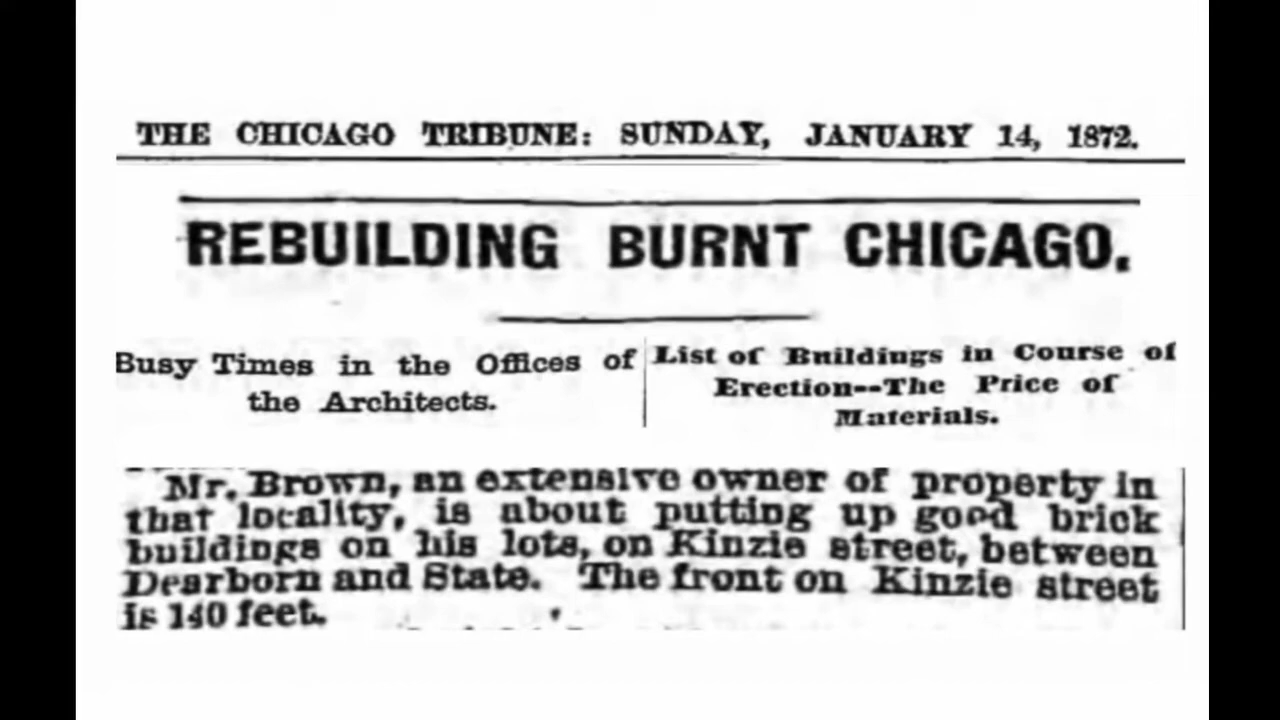 THE CHICAGO TRIBUNE: SUNDAY, JANUARY 14, 1872.
REBUILDING BURNT CHICAGO.
Busy Times in the Offices of
the Architects.
List of Buildings in Course of
Erection--The Price of
Materials.
Mr. Brown, an extensive owner of property in
that locality, is about putting up good brick
buildings on his lots, on Kinzie street, between
Dearborn and State. The front on Kinzie street
is 140 feet.